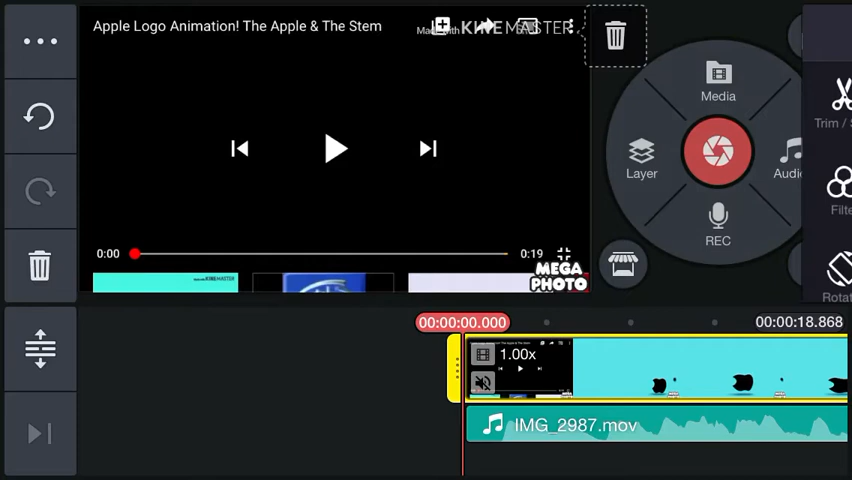 Apple Logo Animation! The Apple & The Stem
Made with KINEMASTER
Media
Layer
Audio
REC
Trim / S
Filte
Rotat
0:00
0:19
MEGA
PHOTO
00:00:00.000
00:00:18.868
1.00x
IMG_2987.mov